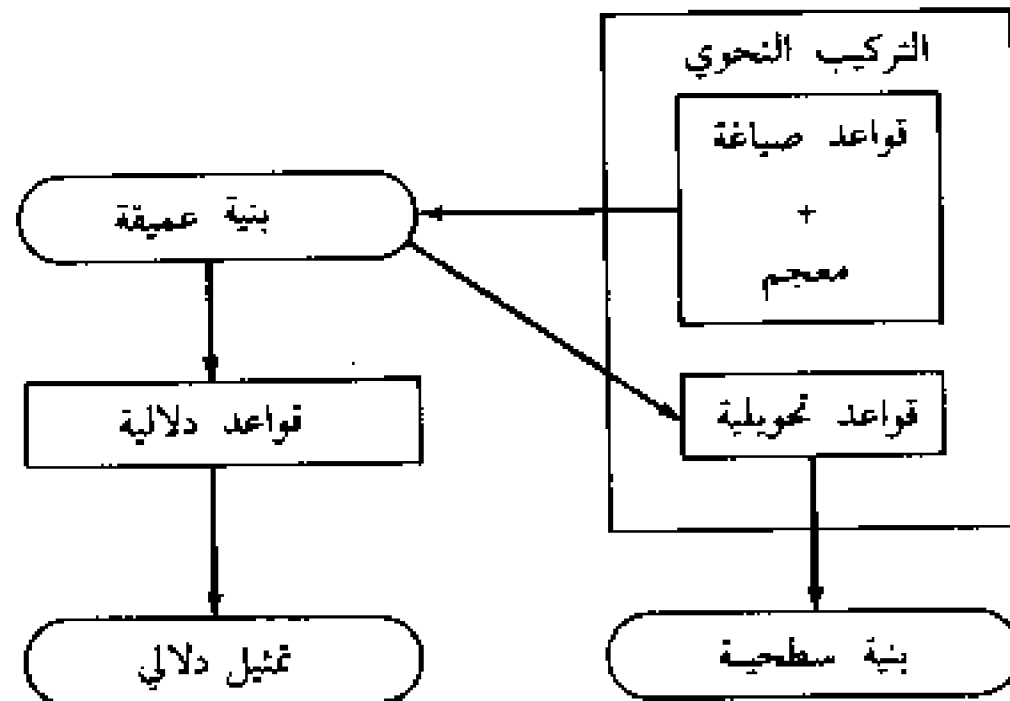 التركيب النحوي
قواعد صياغة
+
معجم
بنية عميقة
قواعد تحويلية
قواعد دلالية
بنية سطحية
تمثيل دلالي